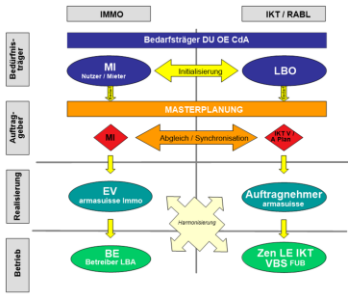 IMMO
IKT / RABL
Bedürfnis-
träger
Bedarfsträger DU OE CdA
MI
Nutzer / Mieter
Initialisierung
LBO
Auftrag-
geber
MASTERPLANUNG
MI
Abgleich / Synchronisation
IKT V /
A Plan
Realisierung
EV
armasuisse Immo
Auftragnehmer
armasuisse
Harmonisierung
Betrieb
BE
Betreiber LBA
Zen LE IKT
VBS FUB